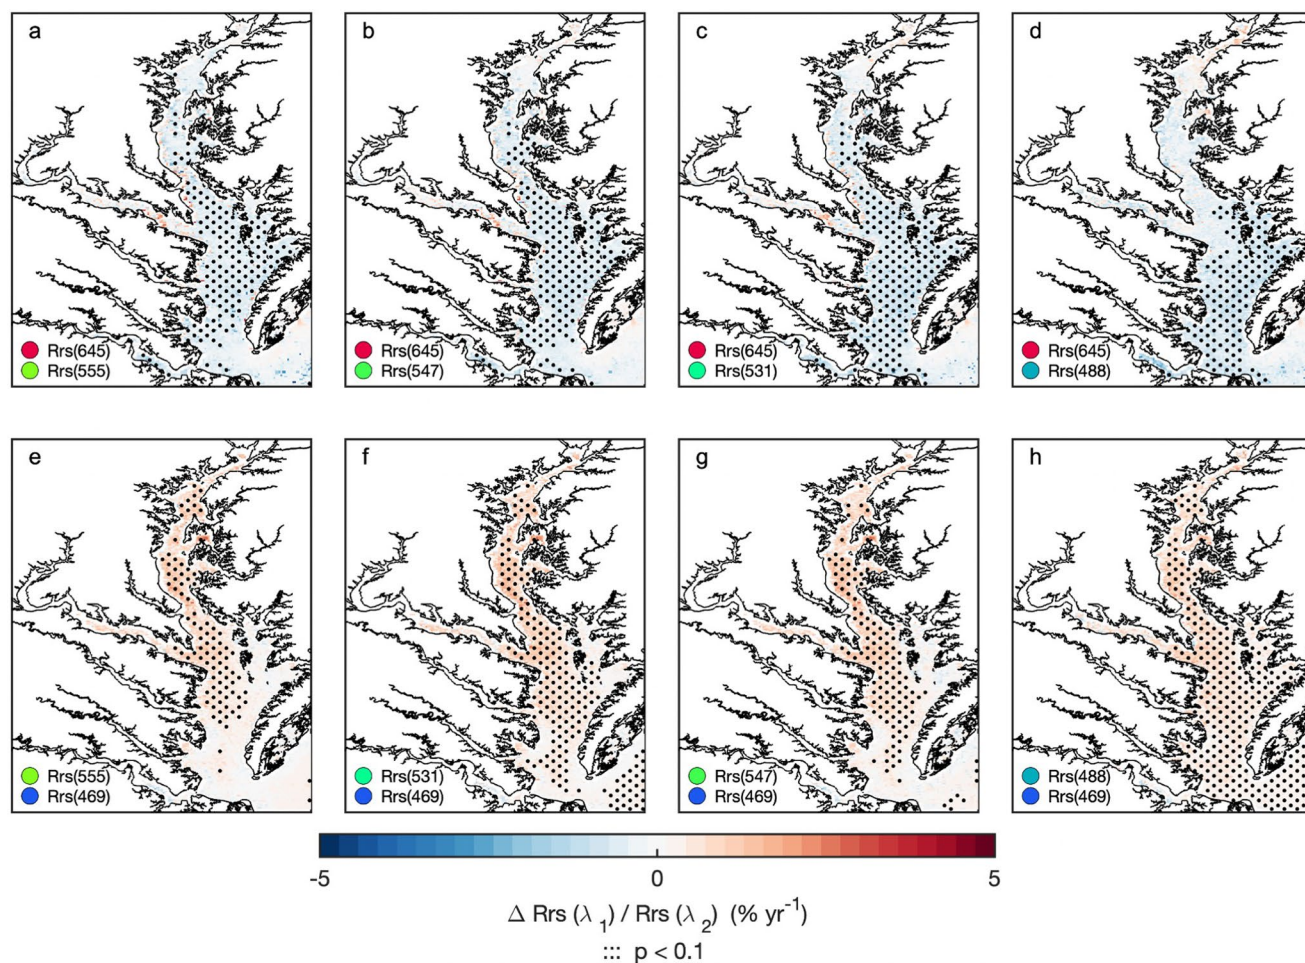 a
b
c
d
Rrs(645)
Rrs(555)
Rrs(645)
Rrs(547)
Rrs(645)
Rrs(531)
Rrs(645)
Rrs(488)
e
f
g
h
Rrs(555)
Rrs(469)
Rrs(531)
Rrs(469)
Rrs(547)
Rrs(469)
Rrs(488)
Rrs(469)
-5 0 5
Δ Rrs (λ₁) / Rrs (λ₂) (% yr⁻¹)
::: p < 0.1